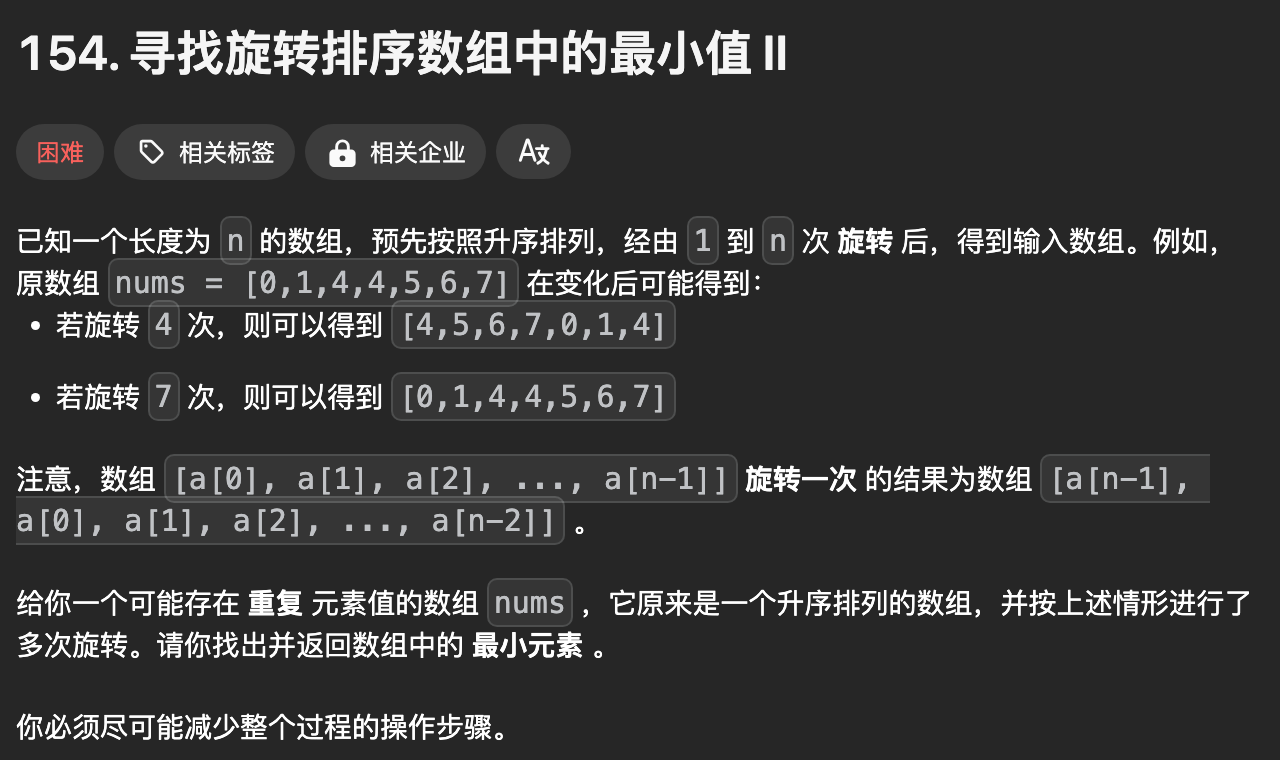 154. 寻找旋转排序数组中的最小值 II
困难 相关标签 相关企业 A文
已知一个长度为 n 的数组，预先按照升序排列，经由 1 到 n 次 旋转 后，得到输入数组。例如，
原数组 nums = [0,1,4,4,5,6,7] 在变化后可能得到：
• 若旋转 4 次，则可以得到 [4,5,6,7,0,1,4]
• 若旋转 7 次，则可以得到 [0,1,4,4,5,6,7]
注意，数组 [a[0], a[1], a[2], ..., a[n-1]] 旋转一次 的结果为数组 [a[n-1],
a[0], a[1], a[2], ..., a[n-2]] 。
给你一个可能存在 重复 元素值的数组 nums ，它原来是一个升序排列的数组，并按上述情形进行了
多次旋转。请你找出并返回数组中的 最小元素 。
你必须尽可能减少整个过程的操作步骤。